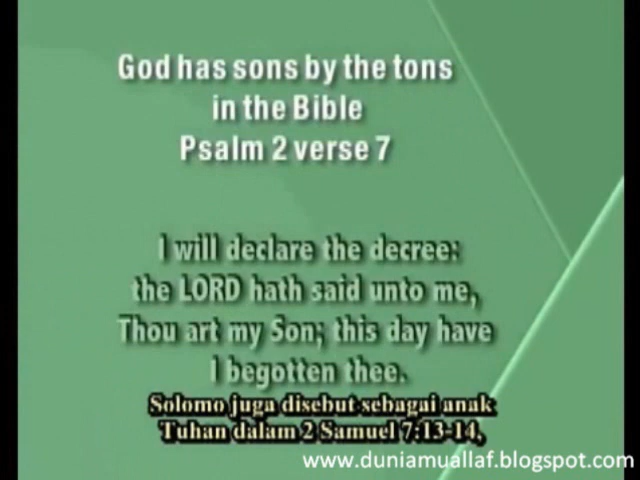 God has sons by the tons
in the Bible
Psalm 2 verse 7
I will declare the decree:
the LORD hath said unto me,
Thou art my Son; this day have
I begotten thee.
Solomo juga disebut sebagai anak
Tuhan dalam 2 Samuel 7:13-14,
www.duniamuallaf.blogspot.com